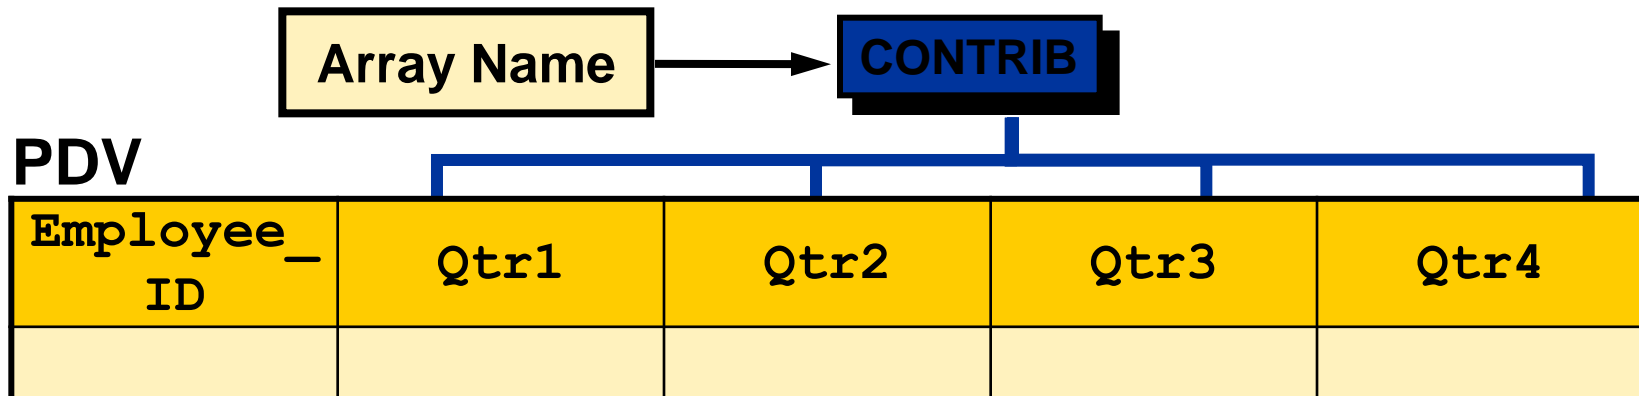 Array Name
CONTRIB
PDV
Employee_
ID
Qtr1
Qtr2
Qtr3
Qtr4